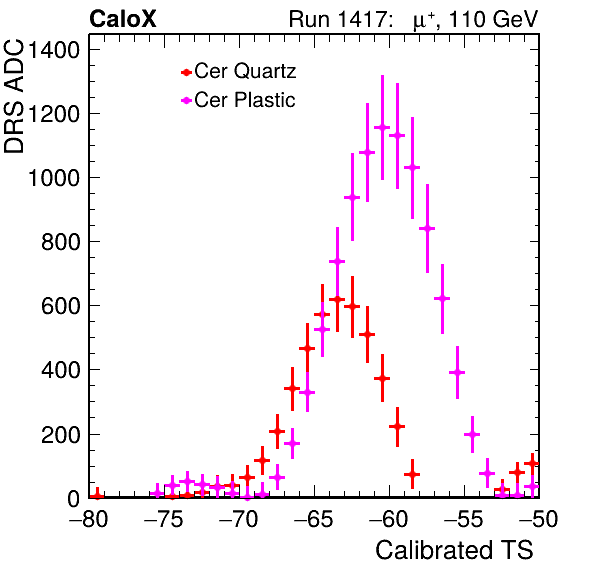 CaloX Run 1417: μ⁺, 110 GeV
DRS ADC
Cer Quartz
Cer Plastic
1400
1200
1000
800
600
400
200
0
−80 −75 −70 −65 −60 −55 −50
Calibrated TS